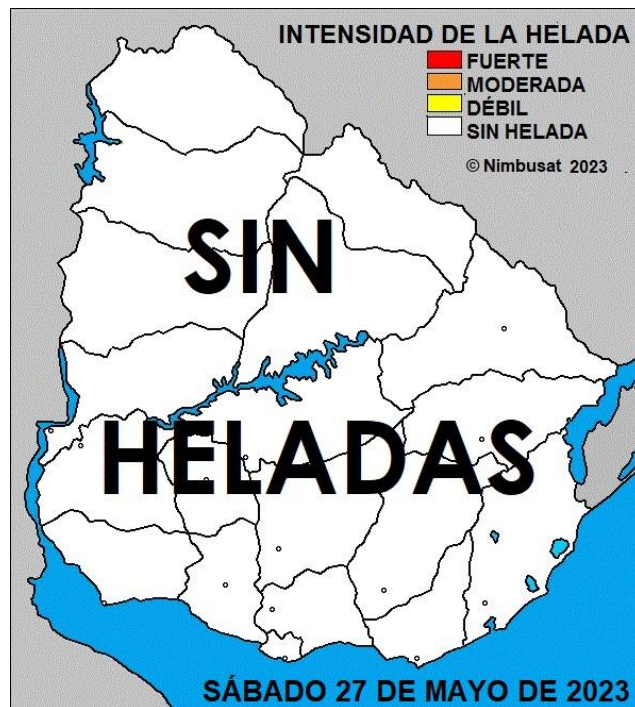 INTENSIDAD DE LA HELADA
FUERTE
MODERADA
DÉBIL
SIN HELADA
© Nimbusat 2023
SIN
HELADAS
SÁBADO 27 DE MAYO DE 2023